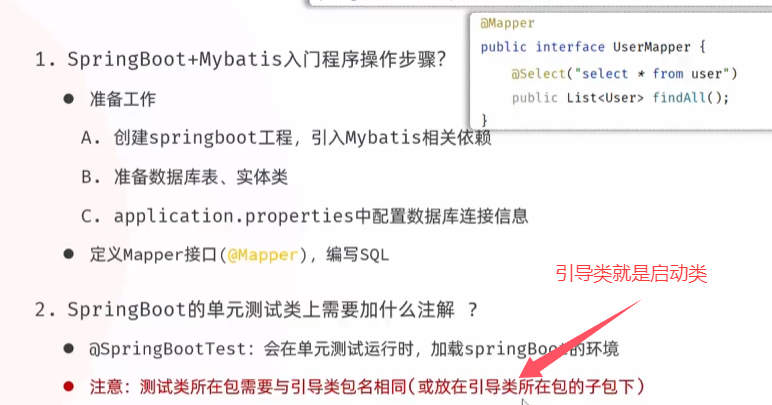 @Mapper
public interface UserMapper {
@Select("select * from user")
public List<User> findAll();
}
1. SpringBoot+Mybatis入门程序操作步骤？
● 准备工作
A. 创建springboot工程，引入Mybatis相关依赖
B. 准备数据库表、实体类
C. application.properties中配置数据库连接信息
● 定义Mapper接口(@Mapper)，编写SQL
引导类就是启动类
2. SpringBoot的单元测试类上需要加什么注解 ？
● @SpringBootTest：会在单元测试运行时，加载springBoot的环境
● 注意：测试类所在包需要与引导类包名相同(或放在引导类所在包的子包下)